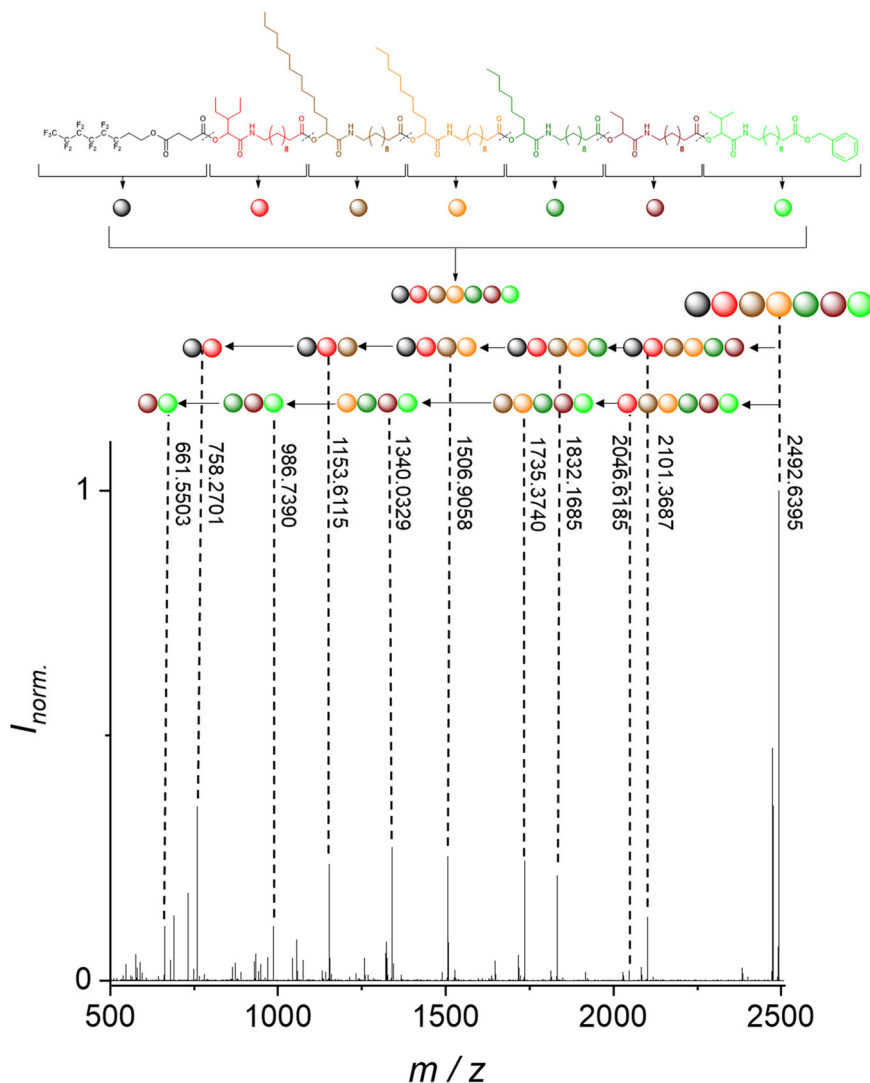 F₂ F₂
F₃C C C C C C O O O O O O O O
F₂ F₂ F₂
O O H N 8 O H N 8 O H N 8 O H N 8 O H N 8 O H N 8 O
O O O O O O
661.5503
758.2701
986.7390
1153.6115
1340.0329
1506.9058
1735.3740
1832.1685
2046.6185
2101.3687
2492.6395
1
I norm.
0
500 1000 1500 2000 2500
m / z